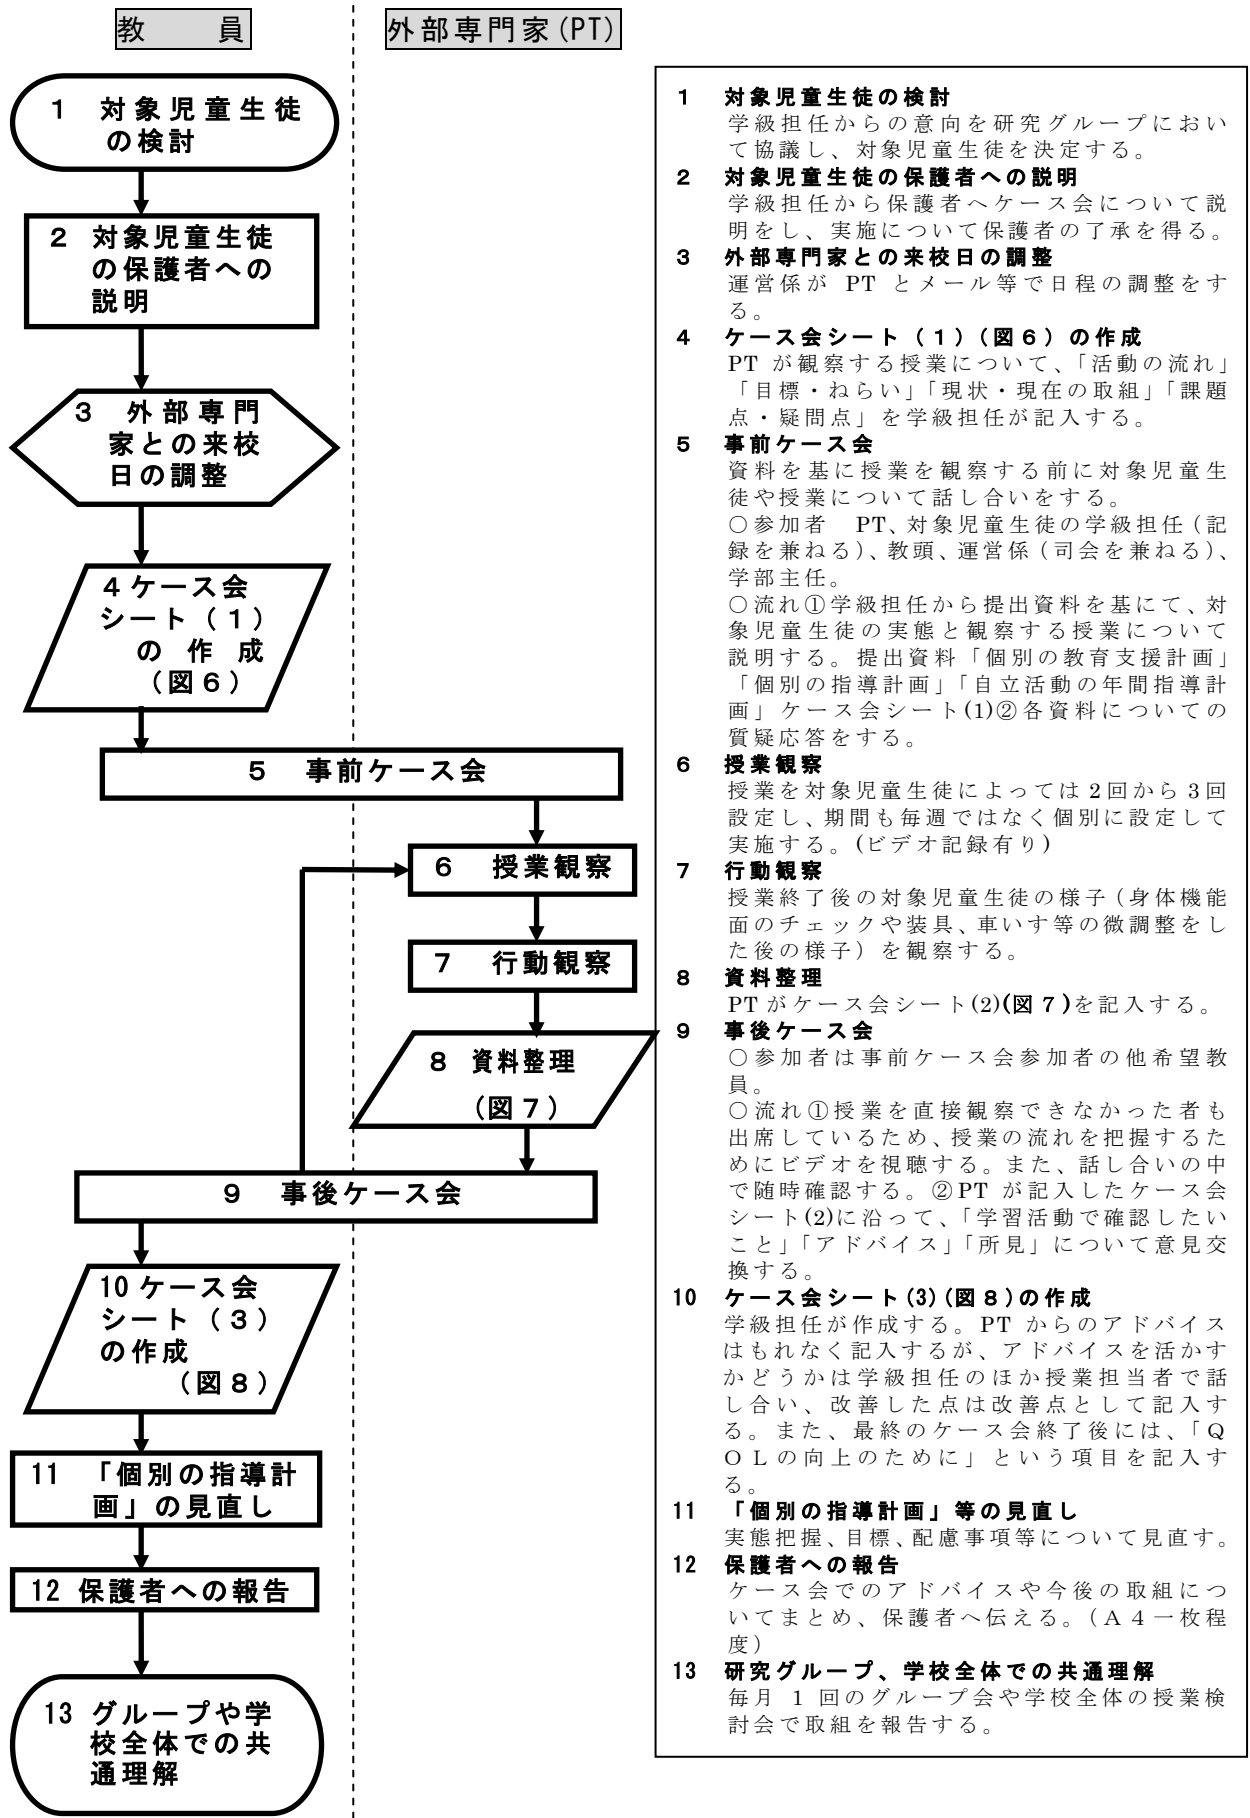 教　　員
外部専門家(PT)
1　対象児童生徒
の検討
2　対象児童生徒
の保護者への
説明
3　外部専門
家との来校
日の調整
4ケース会
シート（1）
の作成
（図6）
5　事前ケース会
6　授業観察
7　行動観察
8　資料整理
（図7）
9　事後ケース会
10ケース会
シート（3）
の作成
（図8）
11　「個別の指導計
画」の見直し
12 保護者への報告
13 グループや学
校全体での共
通理解
1　対象児童生徒の検討
学級担任からの意向を研究グループにおい
て協議し、対象児童生徒を決定する。
2　対象児童生徒の保護者への説明
学級担任から保護者へケース会について説
明をし、実施について保護者の了承を得る。
3　外部専門家との来校日の調整
運営係が PT とメール等で日程の調整をす
る。
4　ケース会シート（1）（図6）の作成
PT が観察する授業について、「活動の流れ」
「目標・ねらい」「現状・現在の取組」「課題
点・疑問点」を学級担任が記入する。
5　事前ケース会
資料を基に授業を観察する前に対象児童生
徒や授業について話し合いをする。
○参加者　PT、対象児童生徒の学級担任（記
録を兼ねる）、教頭、運営係（司会を兼ねる）、
学部主任。
○流れ①学級担任から提出資料を基にて、対
象児童生徒の実態と観察する授業について
説明する。提出資料「個別の教育支援計画」
「個別の指導計画」「自立活動の年間指導計
画」ケース会シート(1)②各資料についての
質疑応答をする。
6　授業観察
授業を対象児童生徒によっては2回から3回
設定し、期間も毎週ではなく個別に設定して
実施する。(ビデオ記録有り)
7　行動観察
授業終了後の対象児童生徒の様子（身体機能
面のチェックや装具、車いす等の微調整をし
た後の様子）を観察する。
8　資料整理
PTがケース会シート(2)(図7)を記入する。
9　事後ケース会
○参加者は事前ケース会参加者の他希望教
員。
○流れ①授業を直接観察できなかった者も
出席しているため、授業の流れを把握するた
めにビデオを視聴する。また、話し合いの中
で随時確認する。②PT が記入したケース会
シート(2)に沿って、「学習活動で確認したい
こと」「アドバイス」「所見」について意見交
換する。
10　ケース会シート(3)(図8)の作成
学級担任が作成する。PT からのアドバイス
はもれなく記入するが、アドバイスを活かす
かどうかは学級担任のほか授業担当者で話
し合い、改善した点は改善点として記入す
る。また、最終のケース会終了後には、「Q
OLの向上のために」という項目を記入す
る。
11　「個別の指導計画」等の見直し
実態把握、目標、配慮事項等について見直す。
12　保護者への報告
ケース会でのアドバイスや今後の取組につ
いてまとめ、保護者へ伝える。（A4一枚程
度）
13　研究グループ、学校全体での共通理解
毎月 1 回のグループ会や学校全体の授業検
討会で取組を報告する。